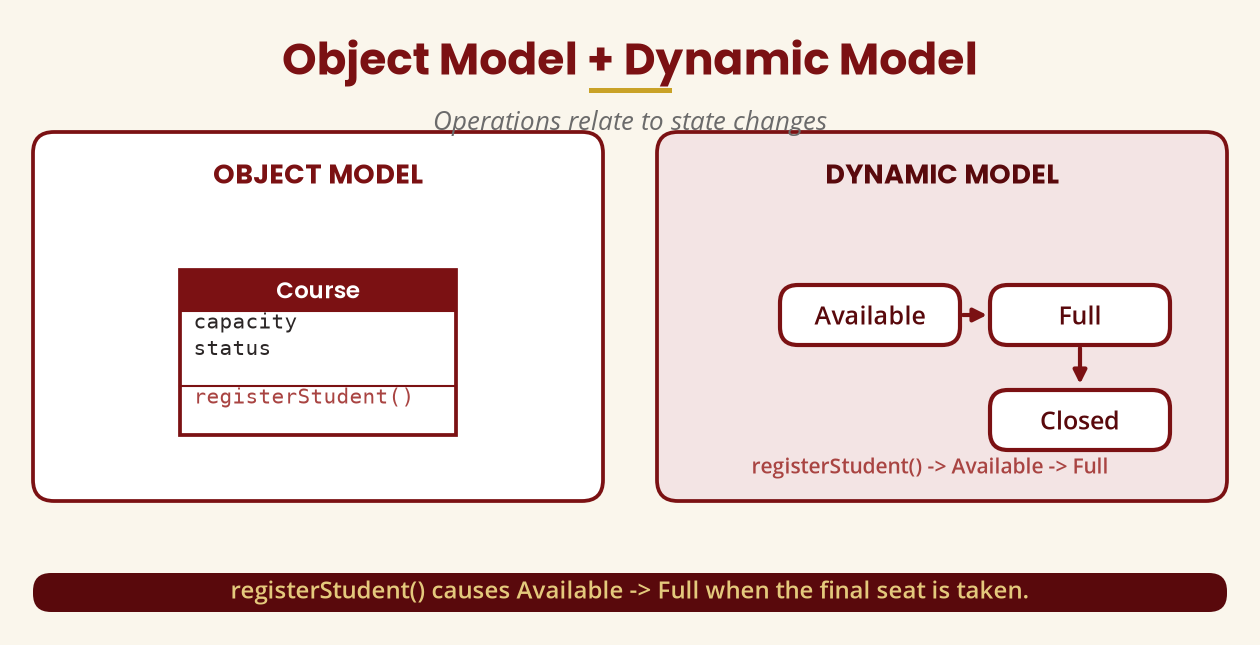 Object Model + Dynamic Model
Operations relate to state changes
OBJECT MODEL
Course
capacity
status
registerStudent()
DYNAMIC MODEL
Available
Full
Closed
registerStudent() -> Available -> Full
registerStudent() causes Available -> Full when the final seat is taken.